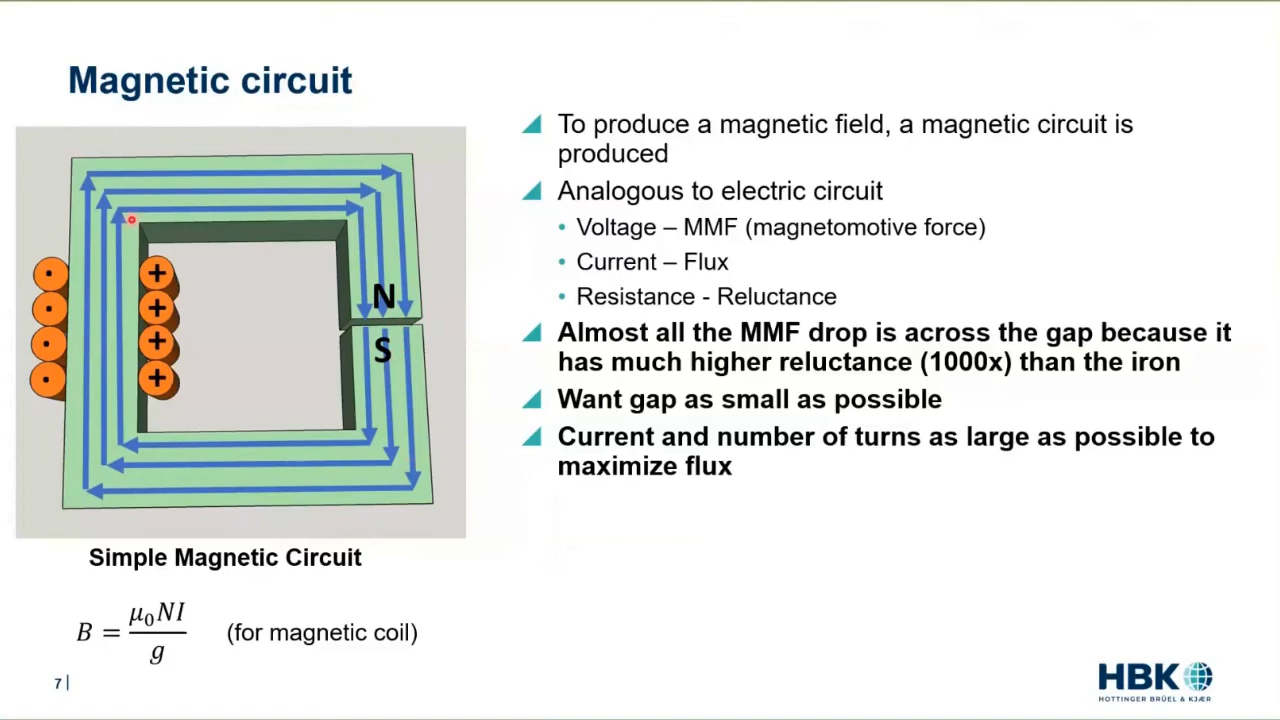 Magnetic circuit
To produce a magnetic field, a magnetic circuit is
produced
Analogous to electric circuit
• Voltage – MMF (magnetomotive force)
• Current – Flux
• Resistance - Reluctance
Almost all the MMF drop is across the gap because it
has much higher reluctance (1000x) than the iron
Want gap as small as possible
Current and number of turns as large as possible to
maximize flux
N
S
• +
• +
• +
• +
Simple Magnetic Circuit
B = μ₀NI / g (for magnetic coil)
7 |
HBK
HOTTINGER BRÜEL & KJÆR